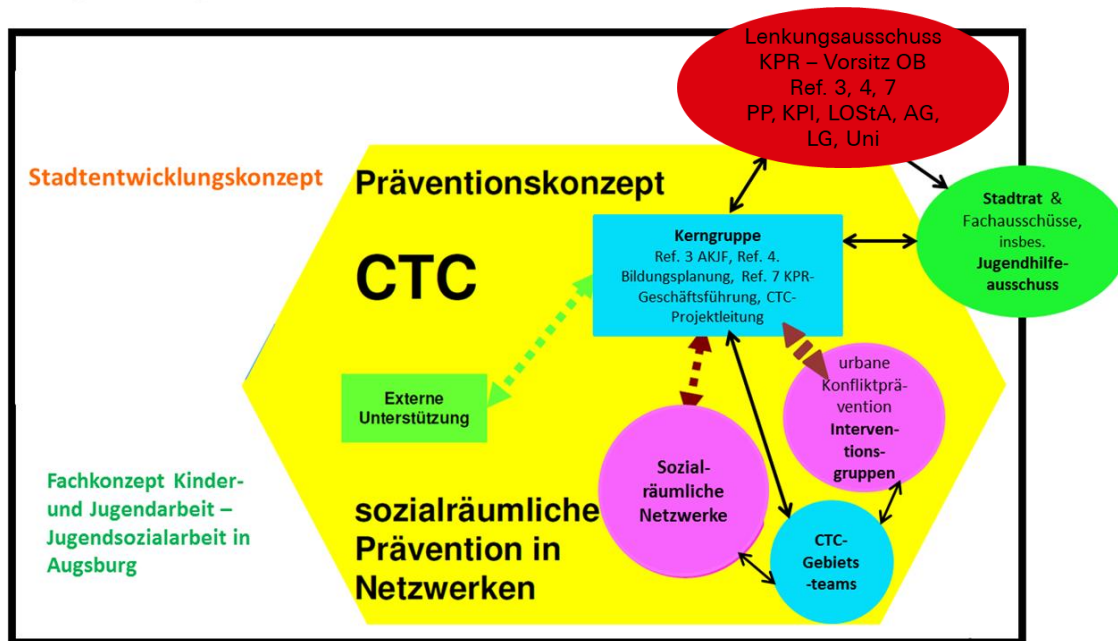 Lenkungsausschuss
KPR – Vorsitz OB
Ref. 3, 4, 7
PP, KPI, LOStA, AG,
LG, Uni
Stadtentwicklungskonzept
Präventionskonzept
CTC
Stadtrat &
Fachausschüsse,
insbes.
Jugendhilfe-
ausschuss
Kerngruppe
Ref. 3 AKJF, Ref. 4.
Bildungsplanung, Ref. 7 KPR-
Geschäftsführung, CTC-
Projektleitung
Externe
Unterstützung
urbane
Konfliktprä-
vention
Interven-
tions-
gruppen
Sozial-
räumliche
Netzwerke
Fachkonzept Kinder-
und Jugendarbeit –
Jugendsozialarbeit in
Augsburg
sozialräumliche
Prävention in
Netzwerken
CTC-
Gebiets
-teams